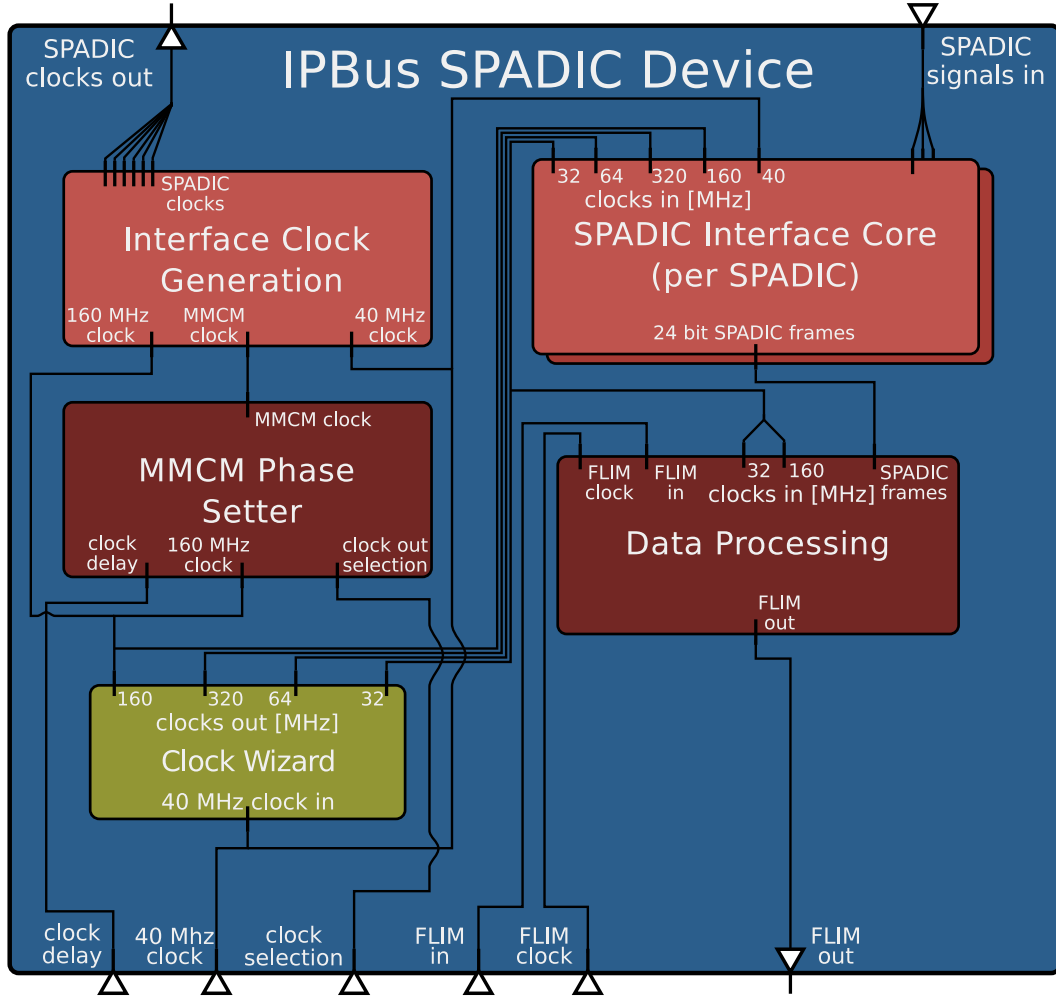 SPADIC
clocks out
IPBus SPADIC Device
SPADIC
signals in
SPADIC
clocks
Interface Clock
Generation
160 MHz
clock
MMCM
clock
40 MHz
clock
32 64 320 160 40
clocks in [MHz]
SPADIC Interface Core
(per SPADIC)
24 bit SPADIC frames
MMCM clock
MMCM Phase
Setter
clock
delay
160 MHz
clock
clock out
selection
FLIM
clock
FLIM
in
32 160
clocks in [MHz]
SPADIC
frames
Data Processing
FLIM
out
160 320 64 32
clocks out [MHz]
Clock Wizard
40 MHz clock in
clock
delay
40 Mhz
clock
clock
selection
FLIM
in
FLIM
clock
FLIM
out